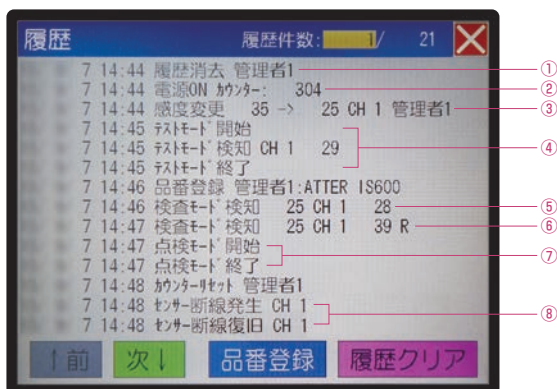 履歴 履歴件数: 1/ 21
7 14:44 履歴消去 管理者1 ①
7 14:44 電源ON ｶｳﾝﾀｰ: 304 ②
7 14:44 感度変更 35 -> 25 CH 1 管理者1 ③
7 14:45 ﾃｽﾄﾓｰﾄﾞ開始
7 14:45 ﾃｽﾄﾓｰﾄﾞ検知 CH 1 29 ④
7 14:45 ﾃｽﾄﾓｰﾄﾞ終了
7 14:46 品番登録 管理者1:ATTER IS600
7 14:46 検査ﾓｰﾄﾞ検知 25 CH 1 28 ⑤
7 14:47 検査ﾓｰﾄﾞ検知 25 CH 1 39 R ⑥
7 14:47 点検ﾓｰﾄﾞ開始 ⑦
7 14:47 点検ﾓｰﾄﾞ終了
7 14:48 ｶｳﾝﾀｰﾘｾｯﾄ 管理者1
7 14:48 ｾﾝｻｰ断線発生 CH 1 ⑧
7 14:48 ｾﾝｻｰ断線復旧 CH 1
↑前 次↓ 品番登録 履歴クリア